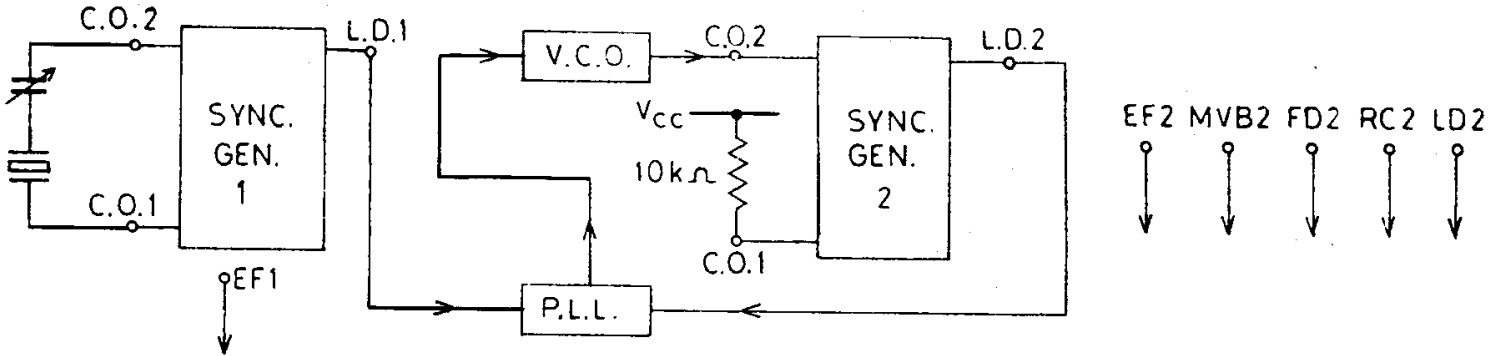 C.O.2
L.D.1
SYNC.
GEN.
1
C.O.1
EF1
V.C.O.
C.O.2
L.D.2
VCC
10kΩ
SYNC.
GEN.
2
C.O.1
P.L.L.
EF2 MVB2 FD2 RC2 LD2